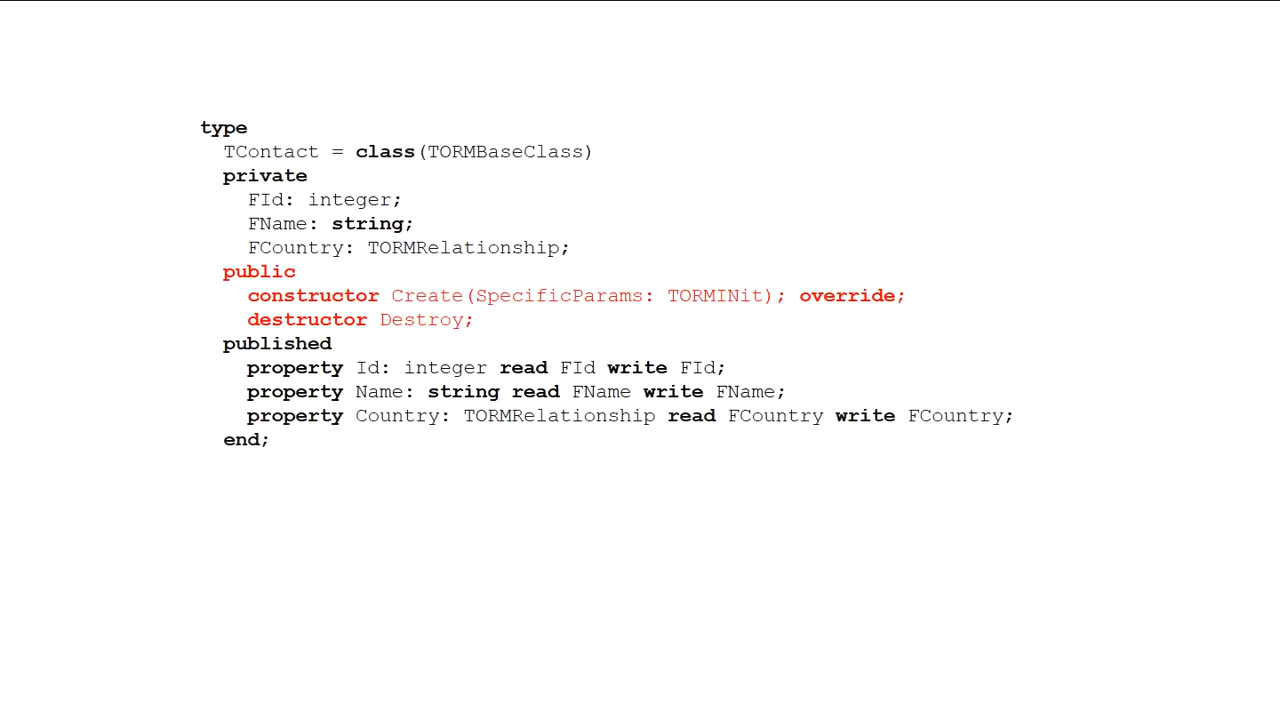 type
TContact = class(TORMBaseClass)
private
FId: integer;
FName: string;
FCountry: TORMRelationship;
public
constructor Create(SpecificParams: TORMINit); override;
destructor Destroy;
published
property Id: integer read FId write FId;
property Name: string read FName write FName;
property Country: TORMRelationship read FCountry write FCountry;
end;